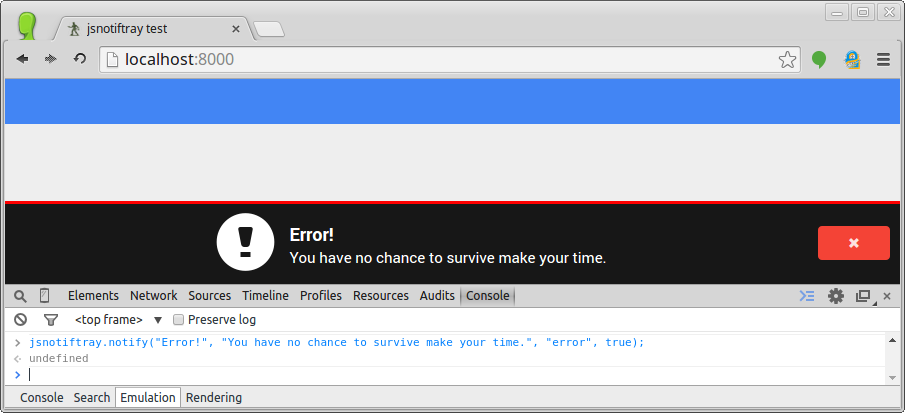 jsnotiftray test
localhost:8000
Error!
You have no chance to survive make your time.
Elements Network Sources Timeline Profiles Resources Audits Console
<top frame> Preserve log
jsnotiftray.notify("Error!", "You have no chance to survive make your time.", "error", true);
undefined
Console Search Emulation Rendering